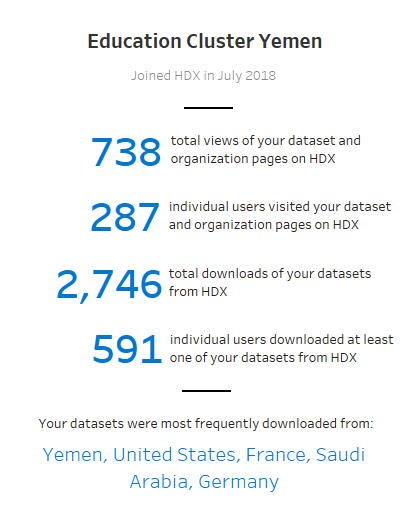 Education Cluster Yemen
Joined HDX in July 2018
738 total views of your dataset and
organization pages on HDX
287 individual users visited your dataset
and organization pages on HDX
2,746 total downloads of your datasets
from HDX
591 individual users downloaded at least
one of your datasets from HDX
Your datasets were most frequently downloaded from:
Yemen, United States, France, Saudi
Arabia, Germany